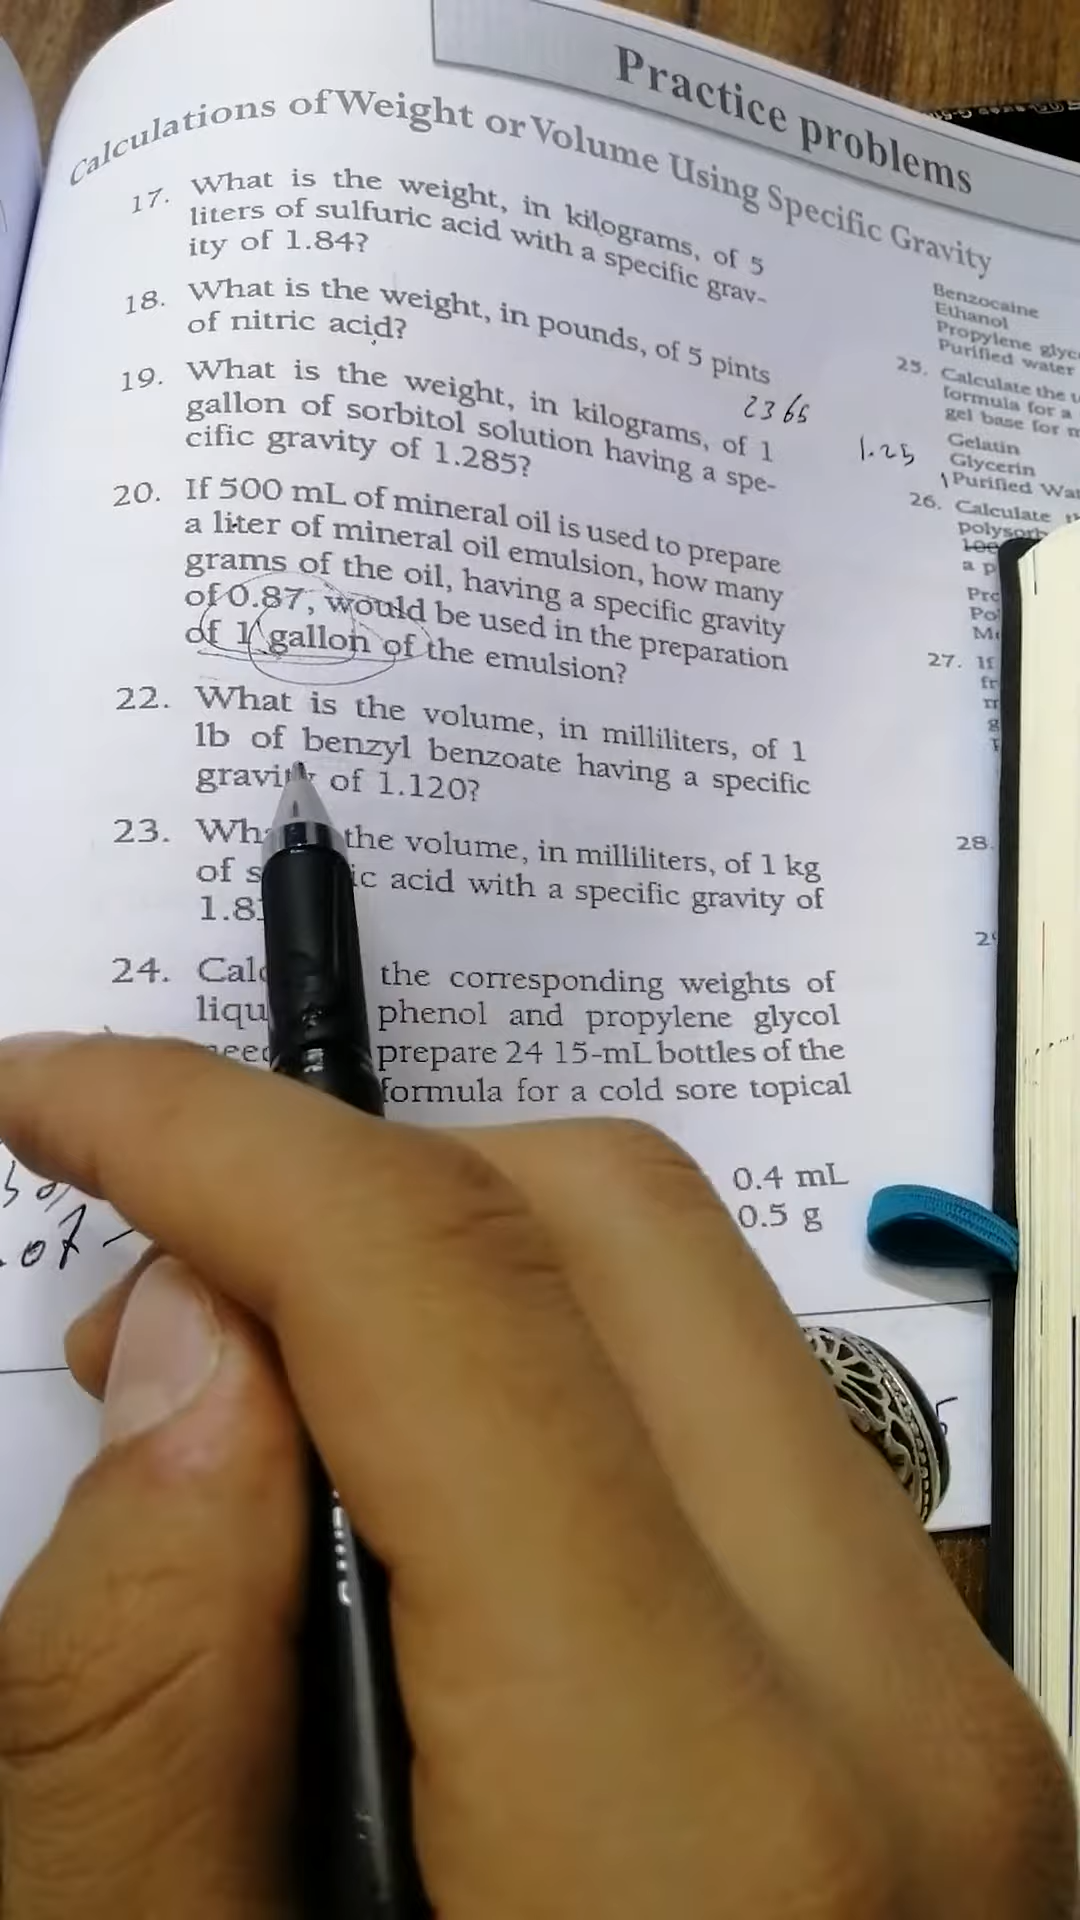 Practice problems
Calculations of Weight or Volume Using Specific Gravity
17. What is the weight, in kilograms, of 5
liters of sulfuric acid with a specific grav-
ity of 1.84?
18. What is the weight, in pounds, of 5 pints
of nitric acid?
2365
19. What is the weight, in kilograms, of 1
gallon of sorbitol solution having a spe-
cific gravity of 1.285?
20. If 500 mL of mineral oil is used to prepare
a liter of mineral oil emulsion, how many
grams of the oil, having a specific gravity
of 0.87, would be used in the preparation
of 1 gallon of the emulsion?
22. What is the volume, in milliliters, of 1
lb of benzyl benzoate having a specific
gravity of 1.120?
23. the volume, in milliliters, of 1 kg
of acid with a specific gravity of
24. the corresponding weights of
phenol and propylene glycol
prepare 24 15-mL bottles of the
formula for a cold sore topical
0.4 mL
0.5 g
Benzocaine
Ethanol
Propylene
Purified water
25. Calculate the
formula for a
gel base for
1.25
Gelatin
Glycerin
Purified
26. Calculate
a
27. If
28.